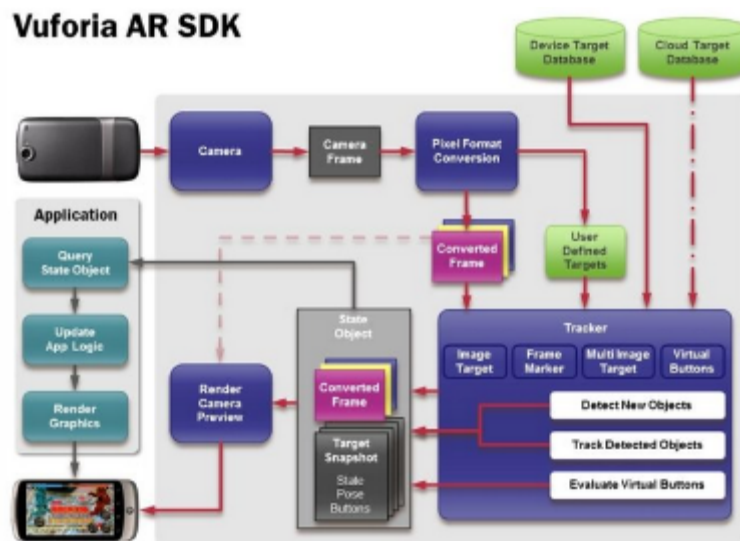 Vuforia AR SDK
Device Target
Database
Cloud Target
Database
Camera
Camera
Frame
Pixel Format
Conversion
Application
Query
State Object
Update
App Logic
Render
Graphics
Converted
Frame
User
Defined
Targets
State
Object
Converted
Frame
Target
Snapshot
State
Pose
Buttons
Render
Camera
Preview
Tracker
Image
Target
Frame
Marker
Multi Image
Target
Virtual
Buttons
Detect New Objects
Track Detected Objects
Evaluate Virtual Buttons